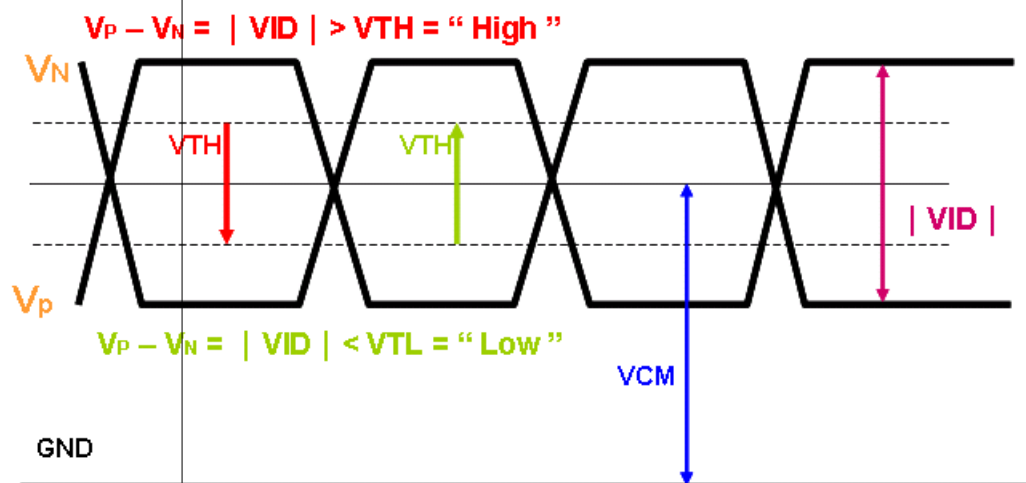 VP – VN = | VID | > VTH = “ High ”
VN
VTH
VTH
| VID |
Vp
VP – VN = | VID | < VTL = “ Low ”
VCM
GND